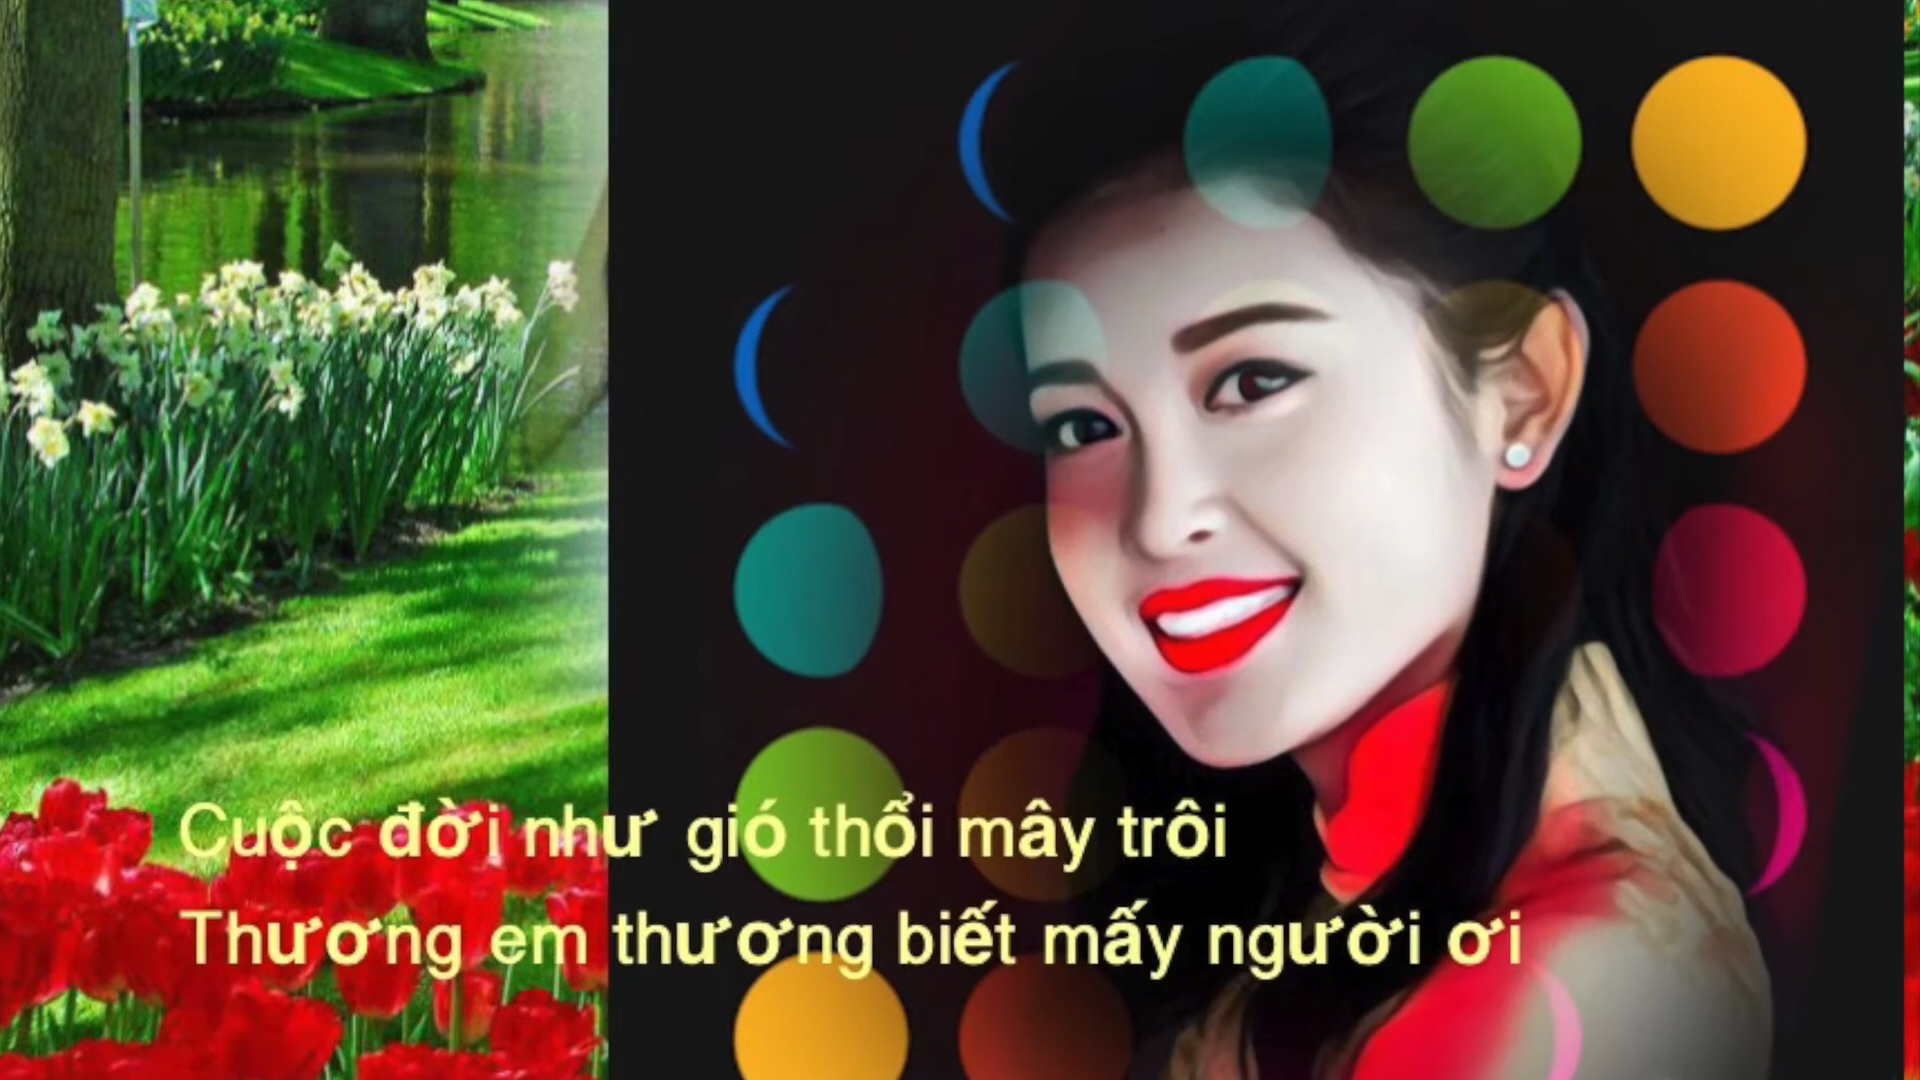 Cuộc đời như gió thổi mây trôi
Thương em thương biết mấy người ơi